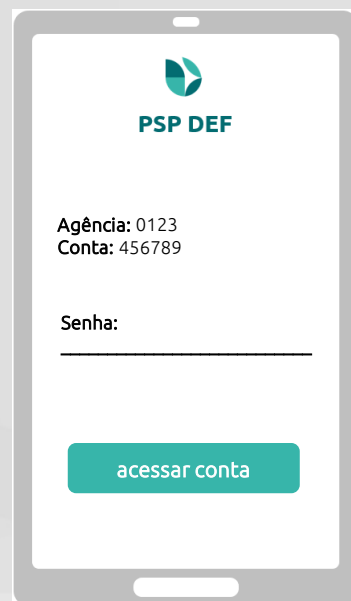 PSP DEF
Agência: 0123
Conta: 456789
Senha:
acessar conta